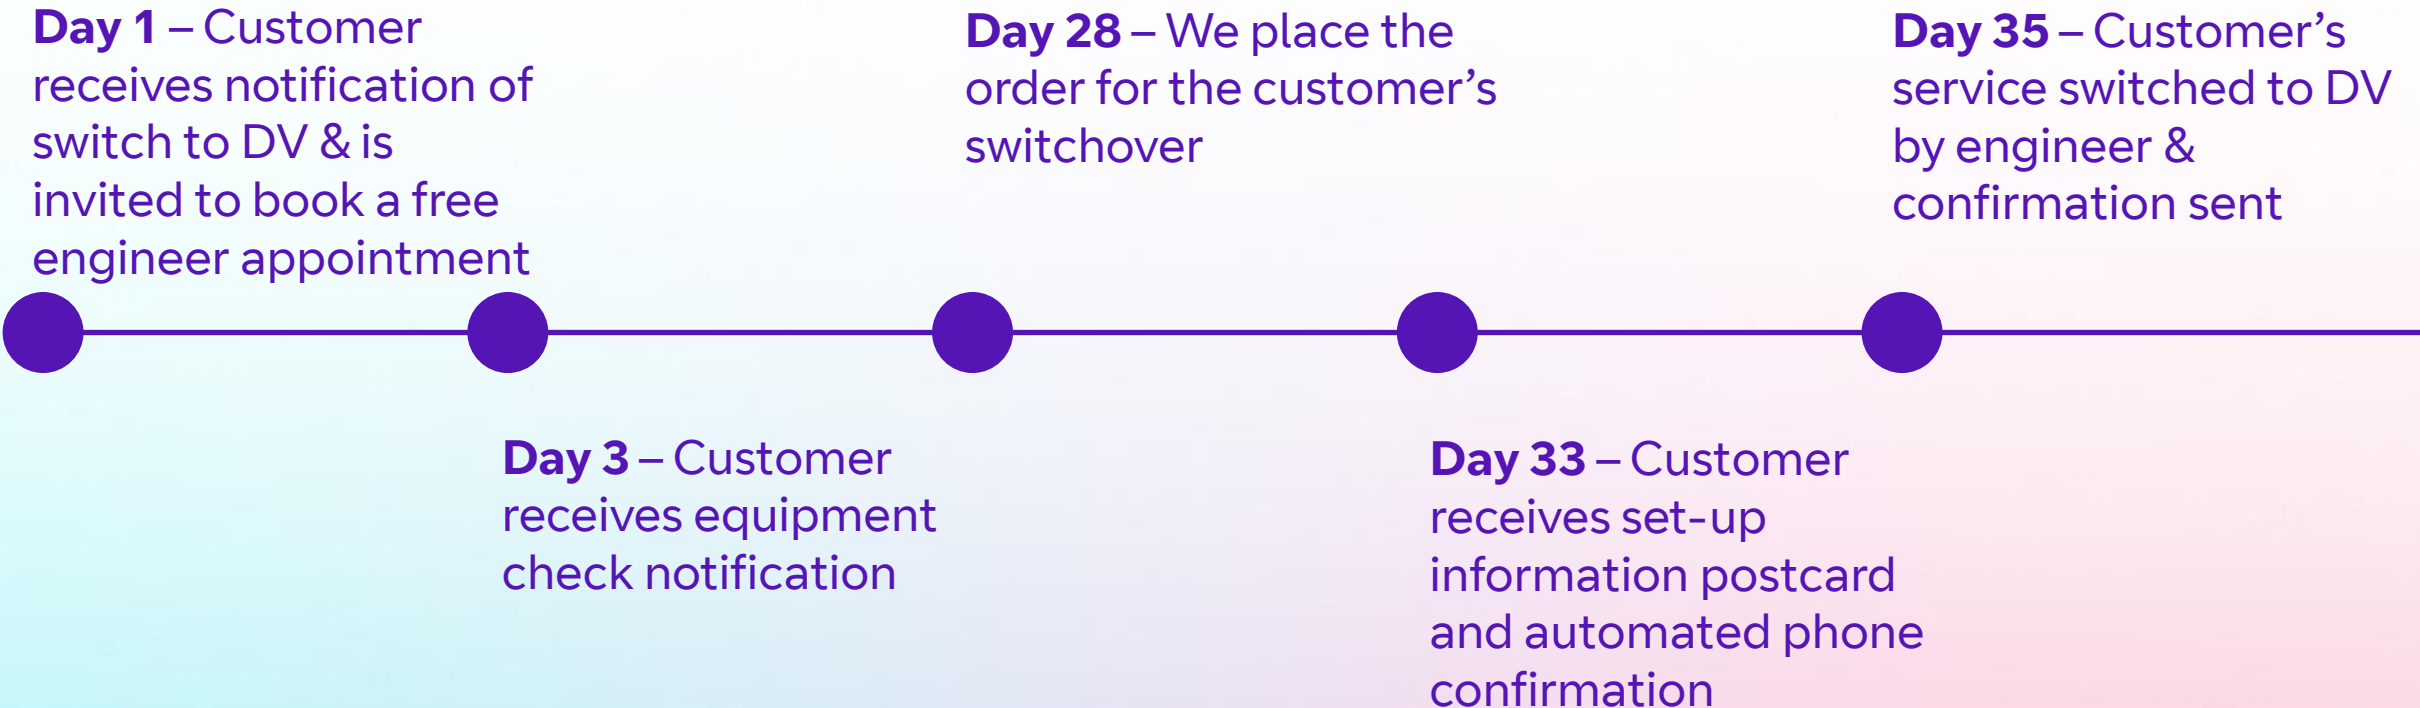 Day 1 – Customer
receives notification of
switch to DV & is
invited to book a free
engineer appointment
Day 3 – Customer
receives equipment
check notification
Day 28 – We place the
order for the customer’s
switchover
Day 33 – Customer
receives set-up
information postcard
and automated phone
confirmation
Day 35 – Customer’s
service switched to DV
by engineer &
confirmation sent